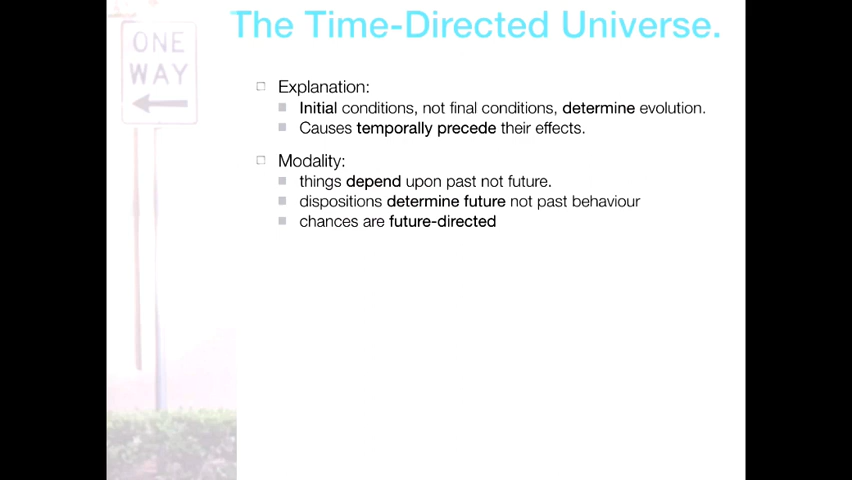 The Time-Directed Universe.
ONE
WAY
Explanation:
Initial conditions, not final conditions, determine evolution.
Causes temporally precede their effects.
Modality:
things depend upon past not future.
dispositions determine future not past behaviour
chances are future-directed